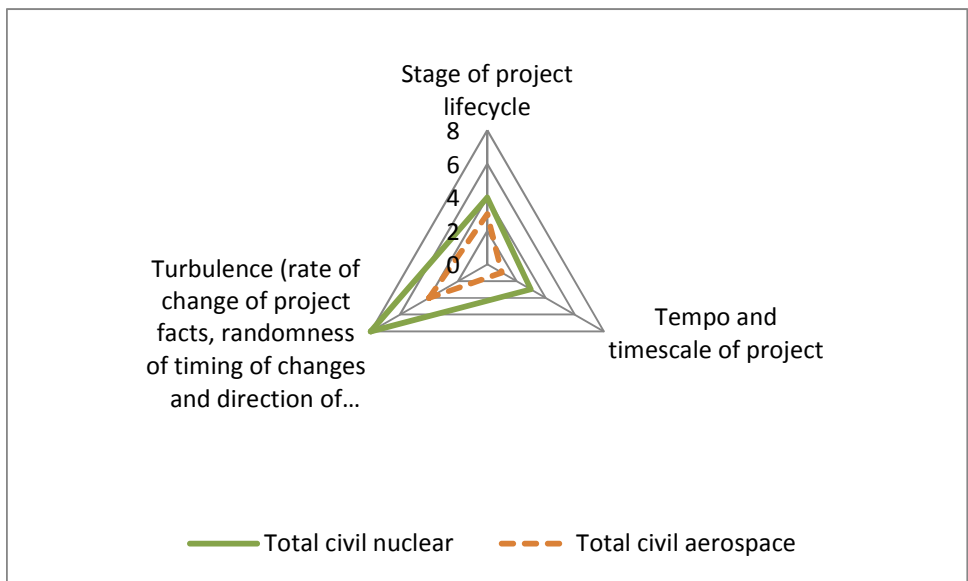 Stage of project
lifecycle
8
6
4
2
0
Turbulence (rate of
change of project
facts, randomness
of timing of changes
and direction of…
Tempo and
timescale of project
Total civil nuclear
Total civil aerospace